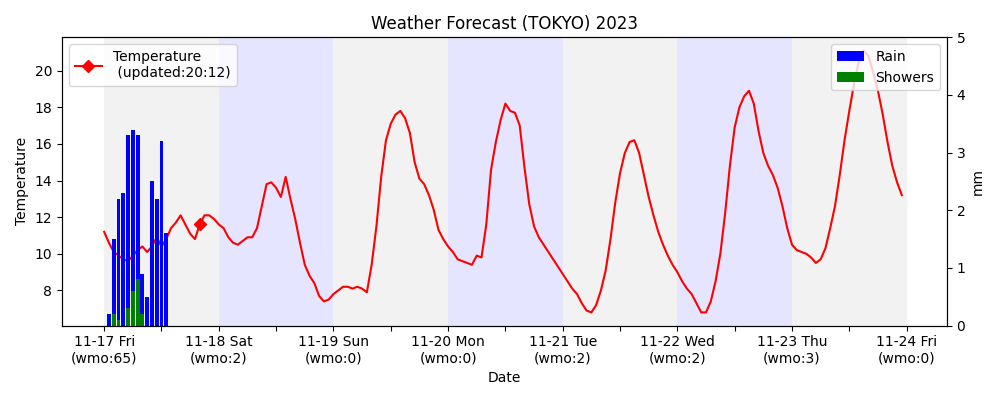 Weather Forecast (TOKYO) 2023
Temperature
(updated:20:12)
Rain
Showers
Temperature
20
18
16
14
12
10
8
5
4
3
2
1
0
mm
11-17 Fri
(wmo:65)
11-18 Sat
(wmo:2)
11-19 Sun
(wmo:0)
11-20 Mon
(wmo:0)
11-21 Tue
(wmo:2)
11-22 Wed
(wmo:2)
11-23 Thu
(wmo:3)
11-24 Fri
(wmo:0)
Date